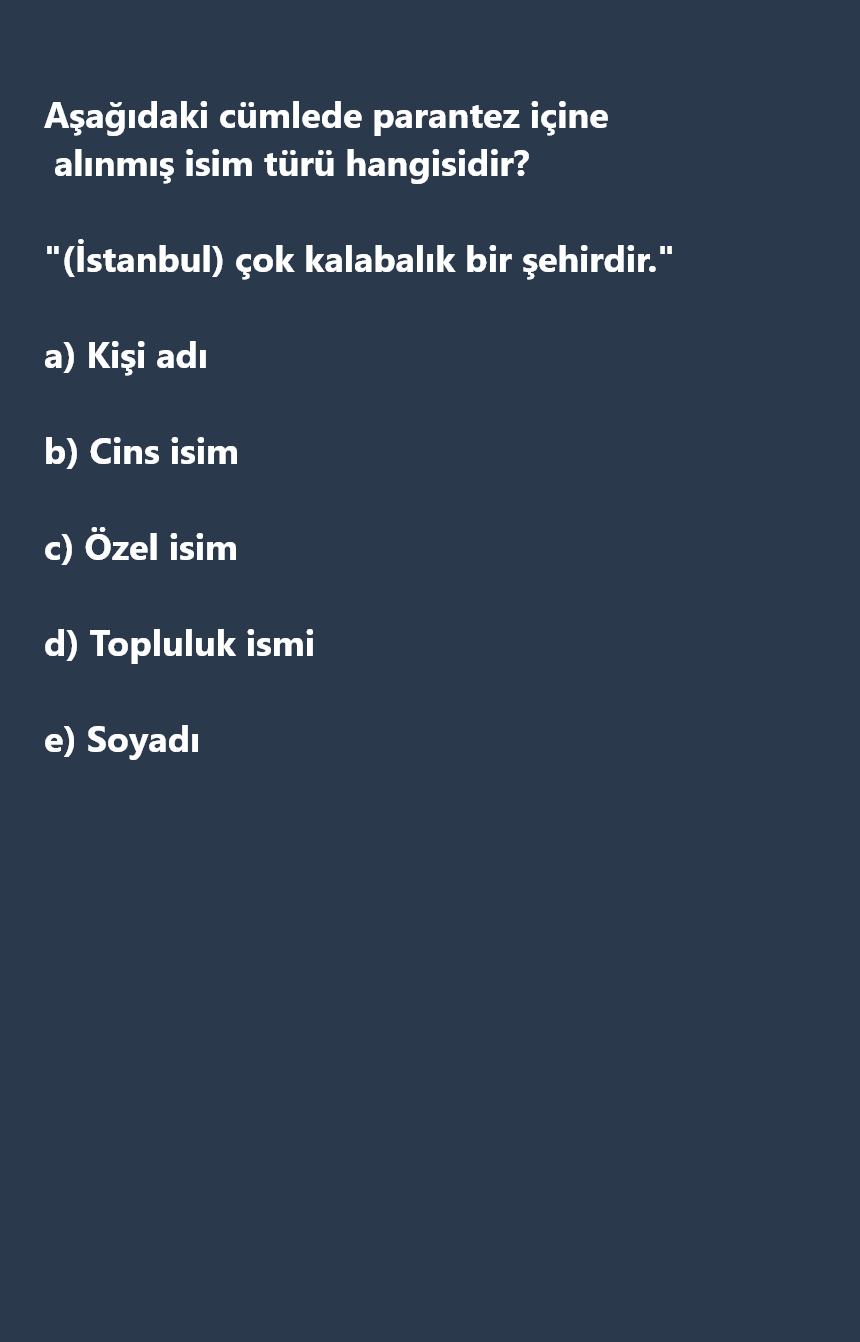 Aşağıdaki cümlede parantez içine
alınmış isim türü hangisidir?
"(İstanbul) çok kalabalık bir şehirdir."
a) Kişi adı
b) Cins isim
c) Özel isim
d) Topluluk ismi
e) Soyadı